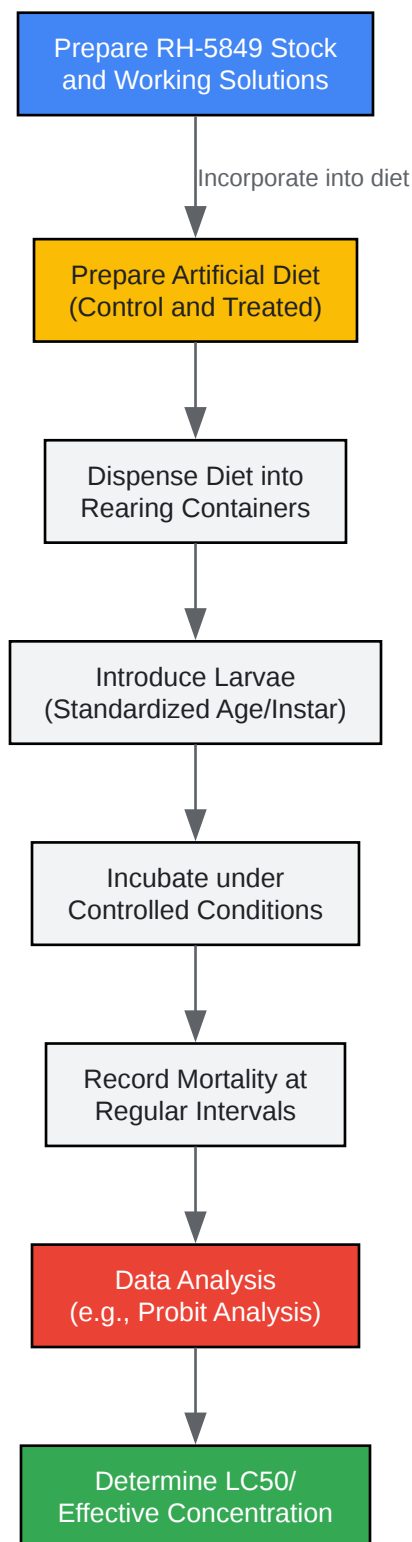 Prepare RH-5849 Stock
and Working Solutions
Incorporate into diet
Prepare Artificial Diet
(Control and Treated)
Dispense Diet into
Rearing Containers
Introduce Larvae
(Standardized Age/Instar)
Incubate under
Controlled Conditions
Record Mortality at
Regular Intervals
Data Analysis
(e.g., Probit Analysis)
Determine LC50/
Effective Concentration